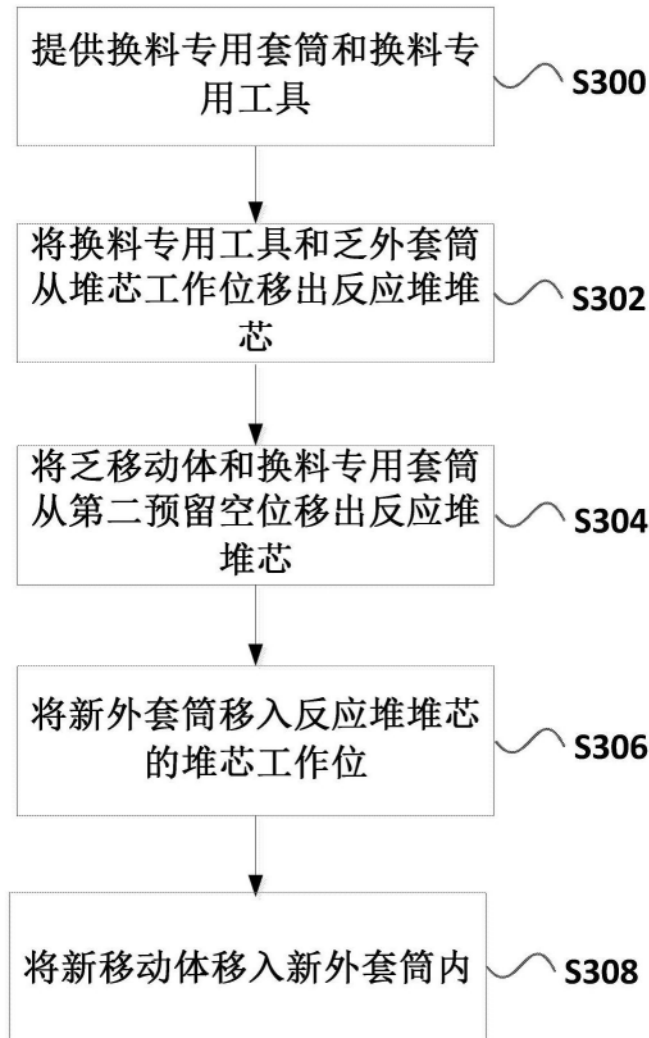 提供换料专用套筒和换料专
用工具
S300
将换料专用工具和乏外套筒
从堆芯工作位移出反应堆堆
芯
S302
将乏移动体和换料专用套筒
从第二预留空位移出反应堆
堆芯
S304
将新外套筒移入反应堆堆芯
的堆芯工作位
S306
将新移动体移入新外套筒内
S308